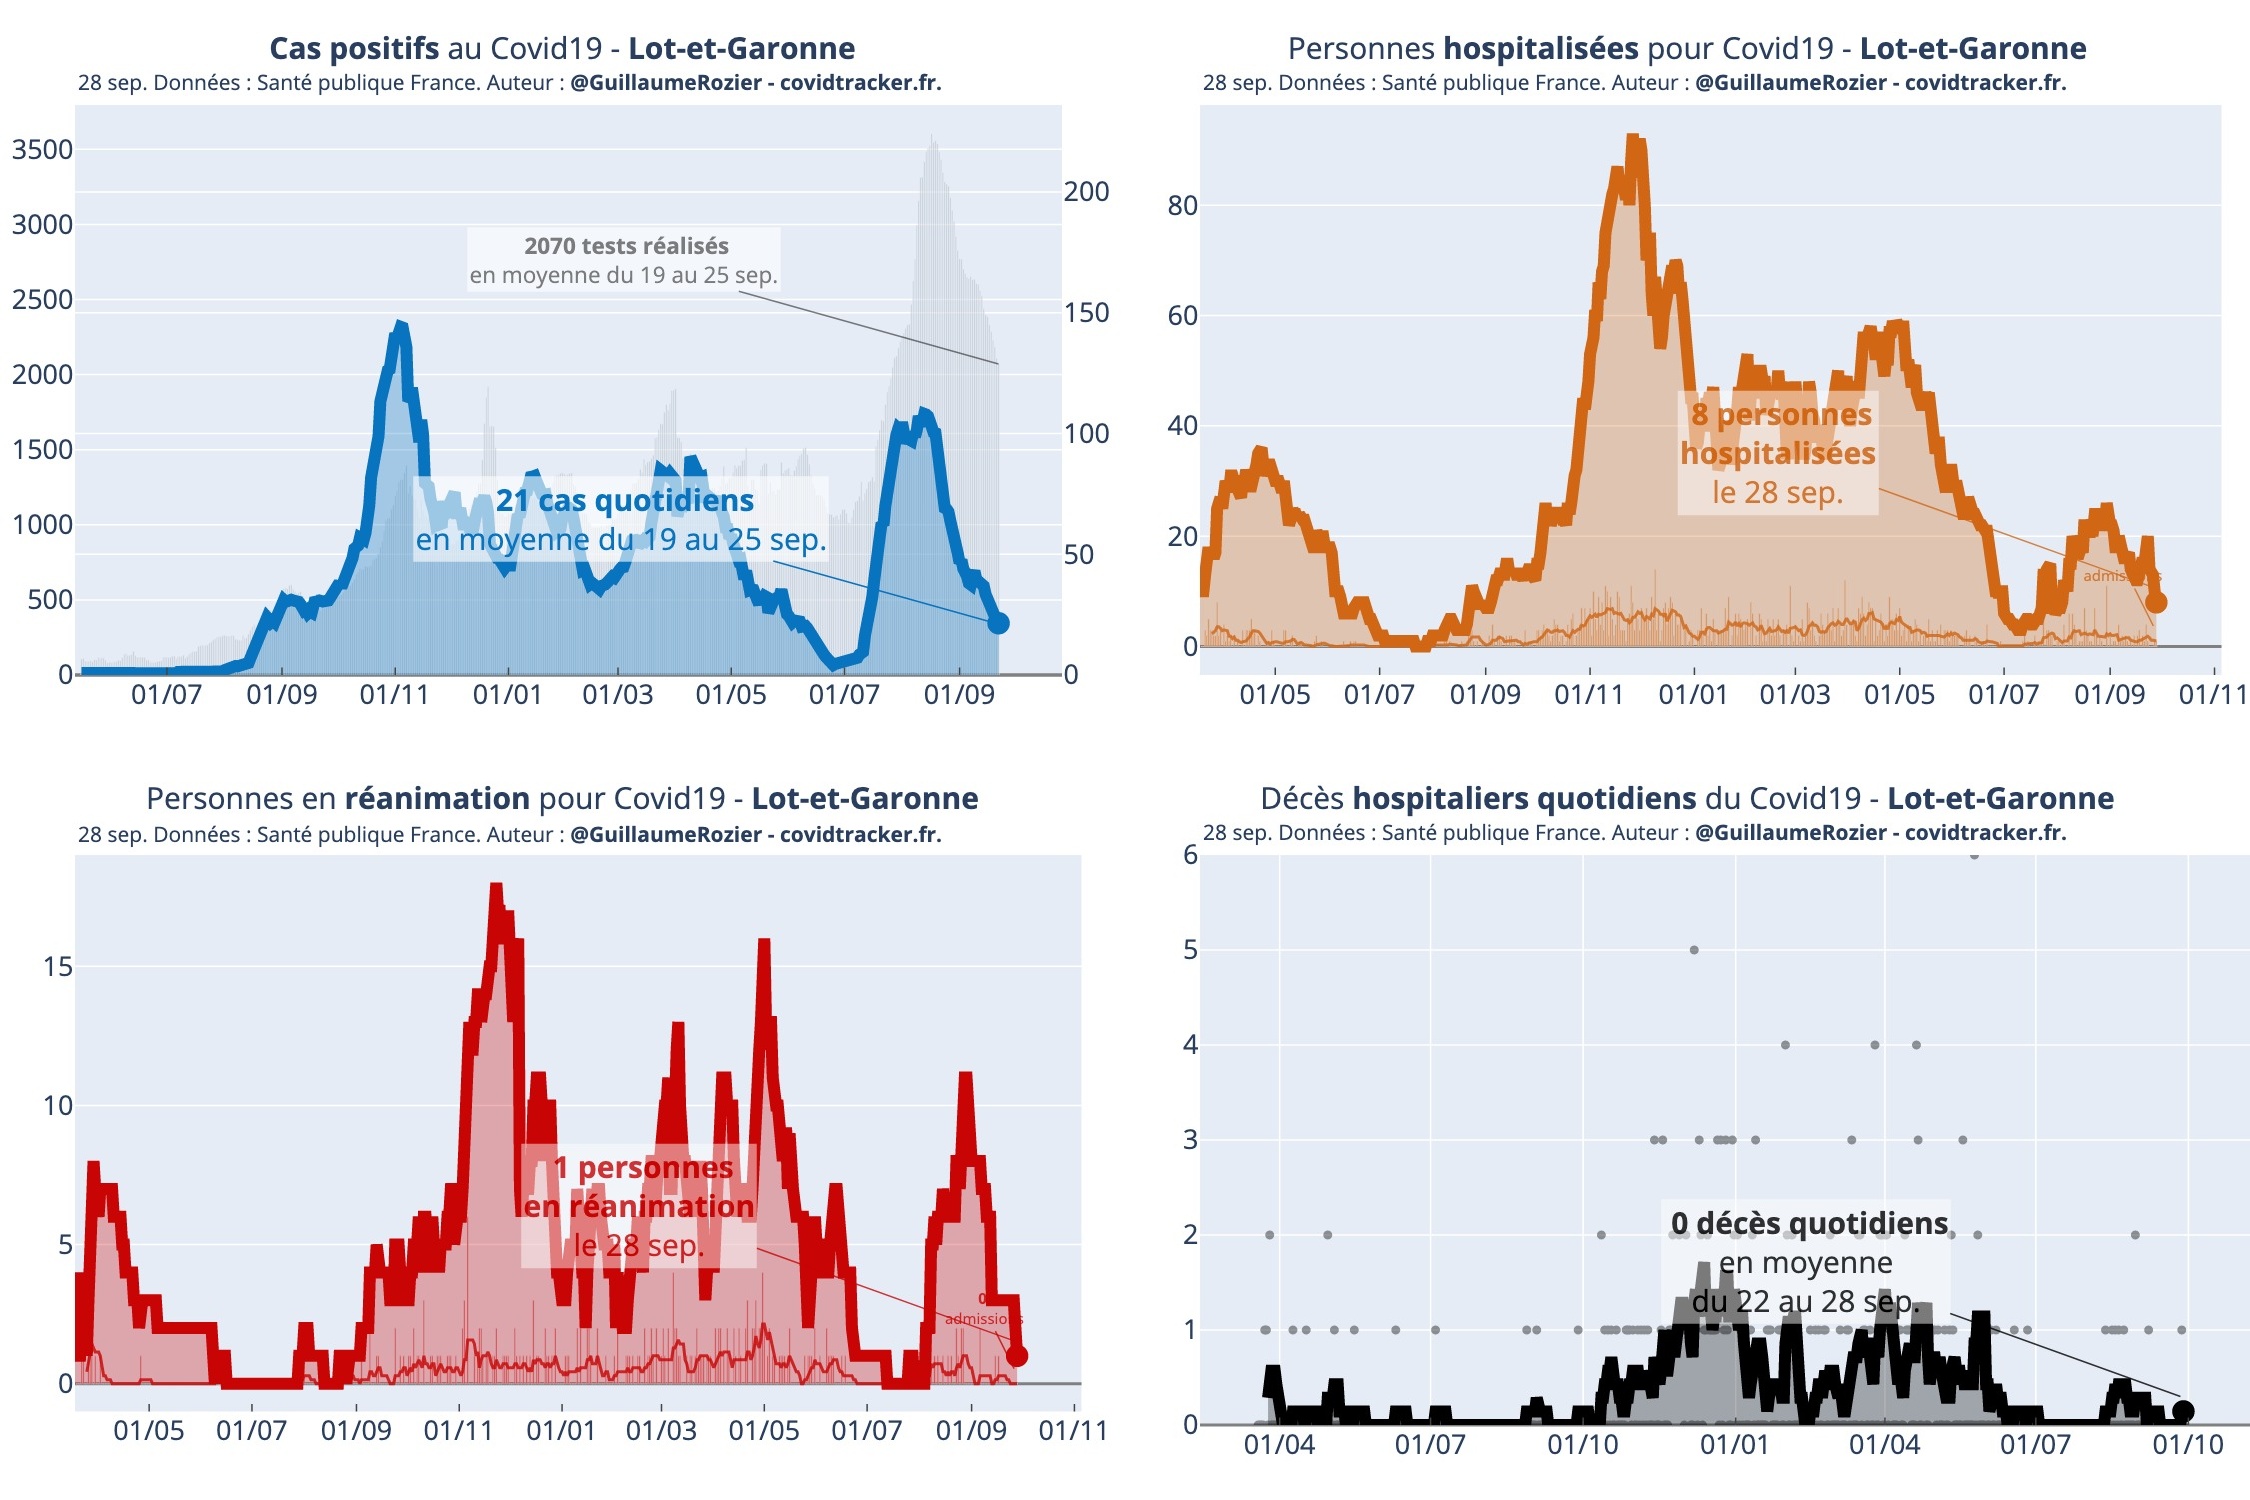 Cas positifs au Covid19 - Lot-et-Garonne
28 sep. Données : Santé publique France. Auteur : @GuillaumeRozier - covidtracker.fr.
3500
3000
2500
2000
1500
1000
500
0
200
150
100
50
0
2070 tests réalisés
en moyenne du 19 au 25 sep.
21 cas quotidiens
en moyenne du 19 au 25 sep.
01/07 01/09 01/11 01/01 01/03 01/05 01/07 01/09
Personnes hospitalisées pour Covid19 - Lot-et-Garonne
28 sep. Données : Santé publique France. Auteur : @GuillaumeRozier - covidtracker.fr.
80
60
40
20
0
8 personnes
hospitalisées
le 28 sep.
01/05 01/07 01/09 01/11 01/01 01/03 01/05 01/07 01/09 01/11
Personnes en réanimation pour Covid19 - Lot-et-Garonne
28 sep. Données : Santé publique France. Auteur : @GuillaumeRozier - covidtracker.fr.
15
10
5
0
1 personnes
en réanimation
le 28 sep.
0
admissions
01/05 01/07 01/09 01/11 01/01 01/03 01/05 01/07 01/09 01/11
Décès hospitaliers quotidiens du Covid19 - Lot-et-Garonne
28 sep. Données : Santé publique France. Auteur : @GuillaumeRozier - covidtracker.fr.
6
5
4
3
2
1
0
0 décès quotidiens
en moyenne
du 22 au 28 sep.
01/04 01/07 01/10 01/01 01/04 01/07 01/10